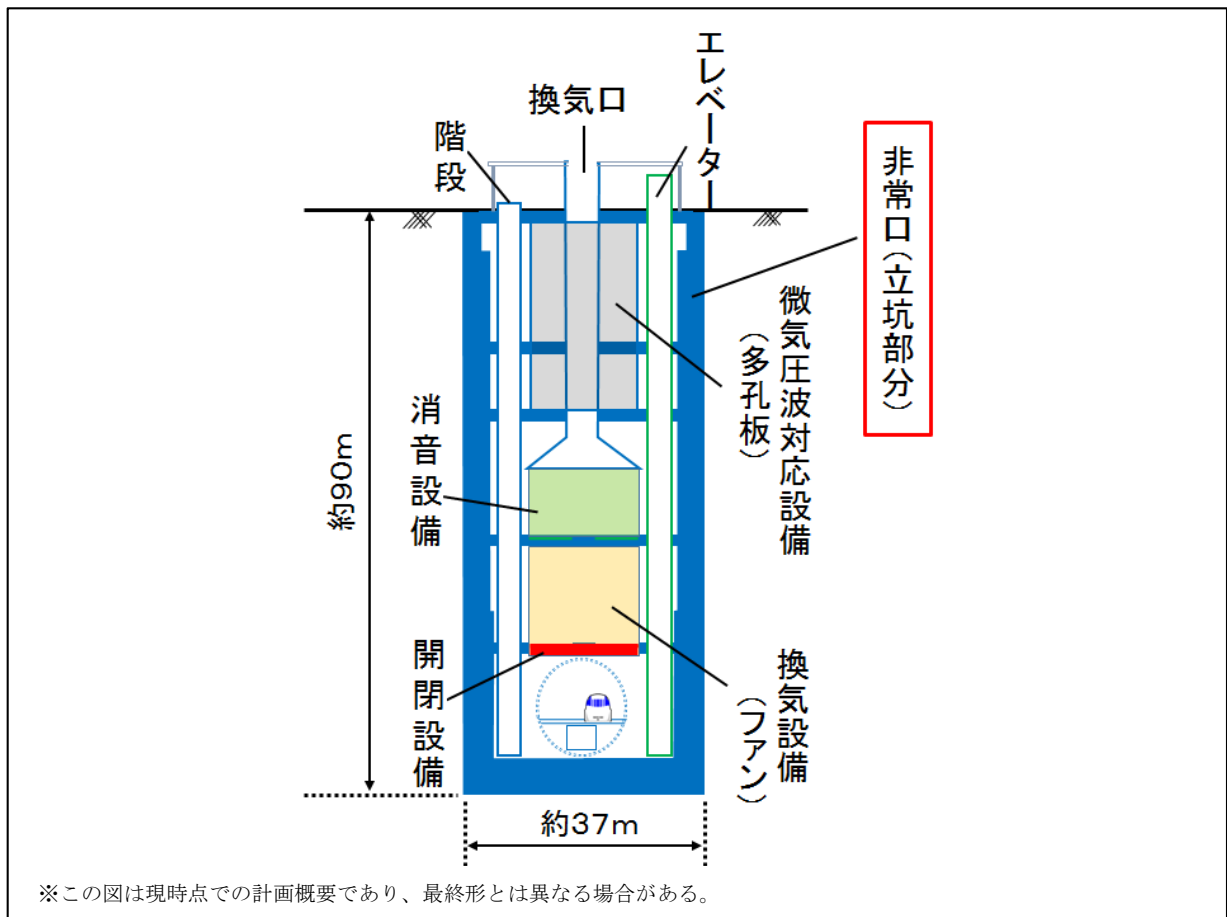 換気口
エレベーター
階段
非常口(立坑部分)
微気圧波対応設備
(多孔板)
消音設備
約90m
開閉設備
換気設備
(ファン)
約37m
※この図は現時点での計画概要であり、最終形とは異なる場合がある。